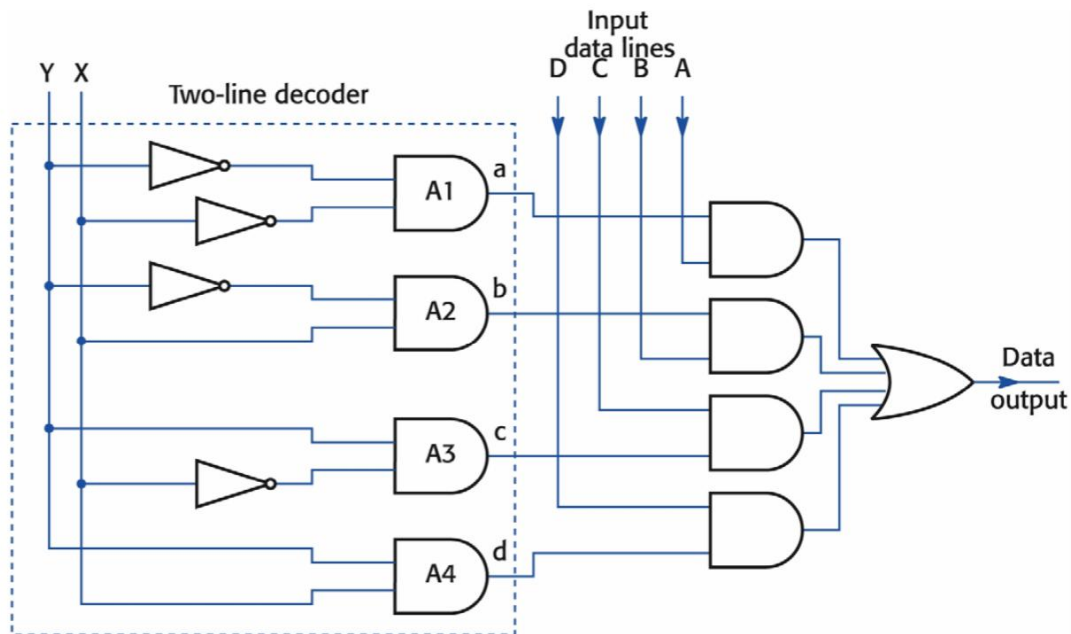 Input
data lines
Y X
D C B A
Two-line decoder
A1
a
A2
b
A3
c
A4
d
Data
output